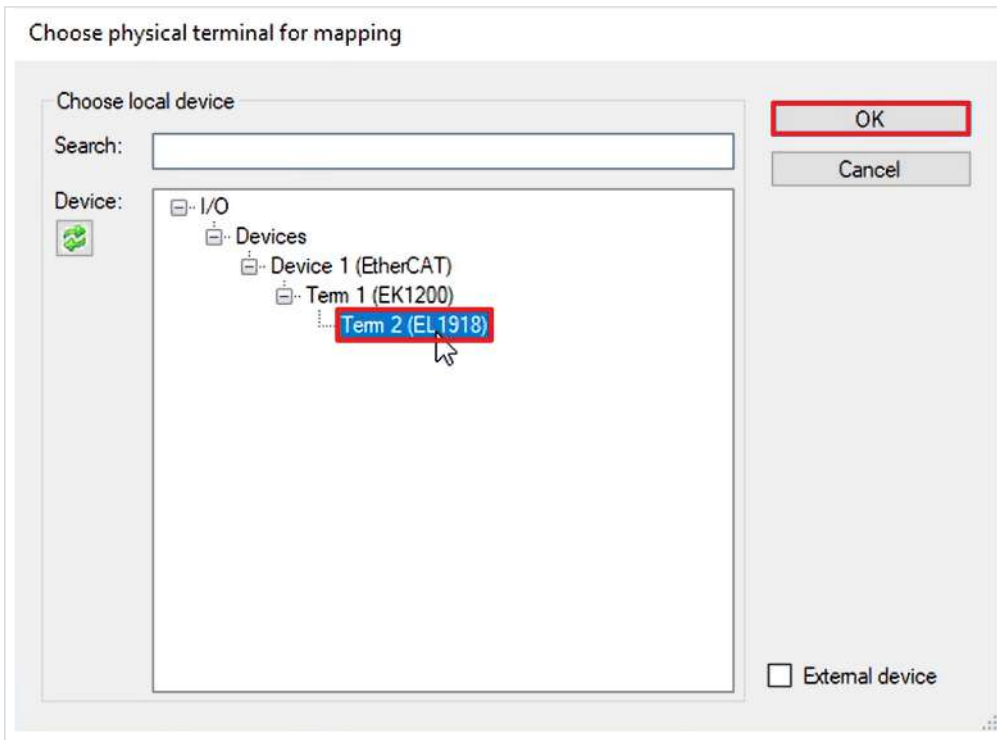 Choose physical terminal for mapping
Choose local device
Search:
OK
Cancel
Device:
I/O
Devices
Device 1 (EtherCAT)
Term 1 (EK1200)
Term 2 (EL1918)
External device